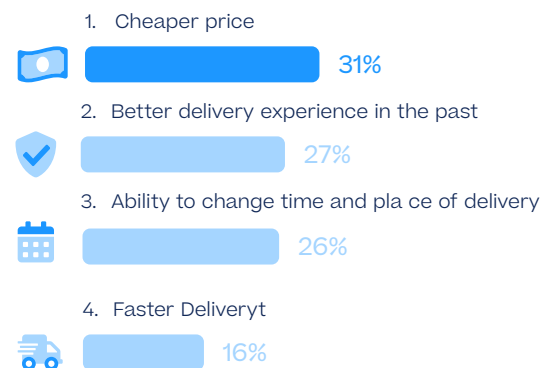 1. Cheaper price
31%
2. Better delivery experience in the past
27%
3. Ability to change time and pla ce of delivery
26%
4. Faster Deliveryt
16%